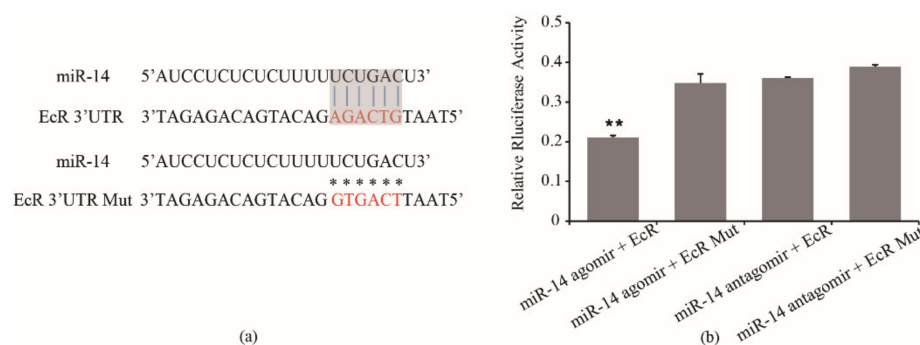 miR-14 5’AUCCUCUCUCUUUUUCUGACU3’
EcR 3’UTR 3’TAGAGACAGTACAGAGACTGTAAT5’
miR-14 5’AUCCUCUCUCUUUUUCUGACU3’
******
EcR 3’UTR Mut 3’TAGAGACAGTACAG GTGACTTAAT5’
(a)
Relative Rluciferase Activity
0.5
0.4
0.3
0.2
0.1
0
**
miR-14 agomir + EcR
miR-14 agomir + EcR Mut
miR-14 antagomir + EcR
miR-14 antagomir + EcR Mut
(b)